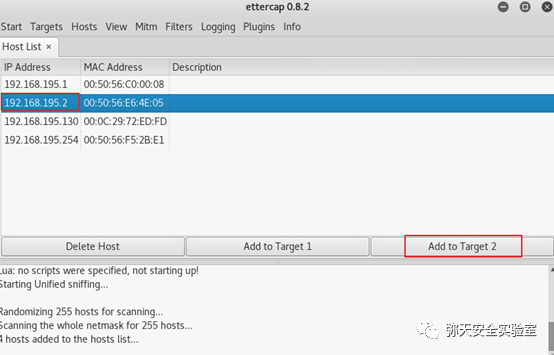 ettercap 0.8.2
Start Targets Hosts View Mitm Filters Logging Plugins Info
Host List ×
IP Address MAC Address Description
192.168.195.1 00:50:56:C0:00:08
192.168.195.2 00:50:56:E6:4E:05
192.168.195.130 00:0C:29:72:ED:FD
192.168.195.254 00:50:56:F5:2B:E1
Delete Host Add to Target 1 Add to Target 2
Lua: no scripts were specified, not starting up!
Starting Unified sniffing...
Randomizing 255 hosts for scanning...
Scanning the whole netmask for 255 hosts...
4 hosts added to the hosts list...
弥天安全实验室